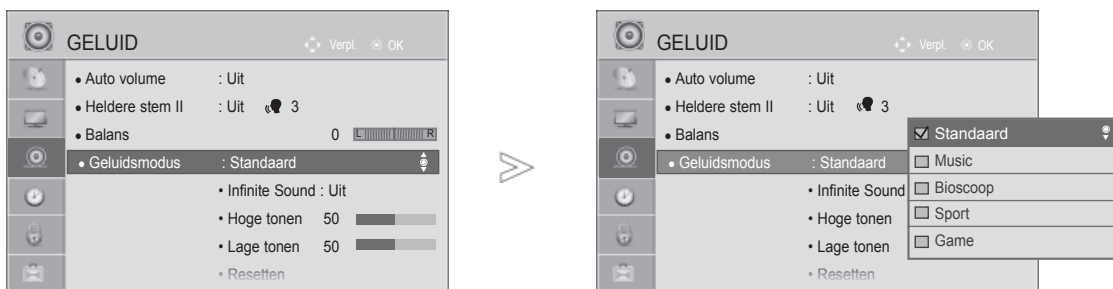 GELUID Verpl. OK
• Auto volume : Uit
• Heldere stem II : Uit 3
• Balans 0 L R
• Geluidsmodus : Standaard
• Infinite Sound : Uit
• Hoge tonen 50
• Lage tonen 50
• Resetten
GELUID Verpl. OK
• Auto volume : Uit
• Heldere stem II : Uit 3
• Balans
• Geluidsmodus : Standaard
• Infinite Sound
• Hoge tonen
• Lage tonen
• Resetten
Standaard
Music
Bioscoop
Sport
Game